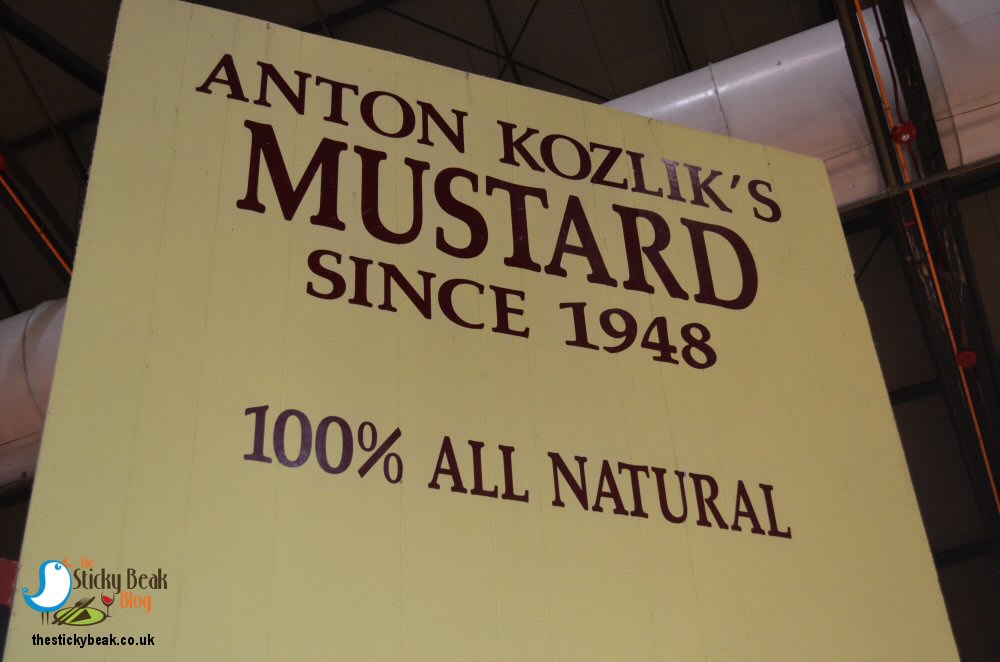 ANTON KOZLIK'S
MUSTARD
SINCE 1948
100% ALL NATURAL
The
Sticky Beak
Blog
thestickybeak.co.uk